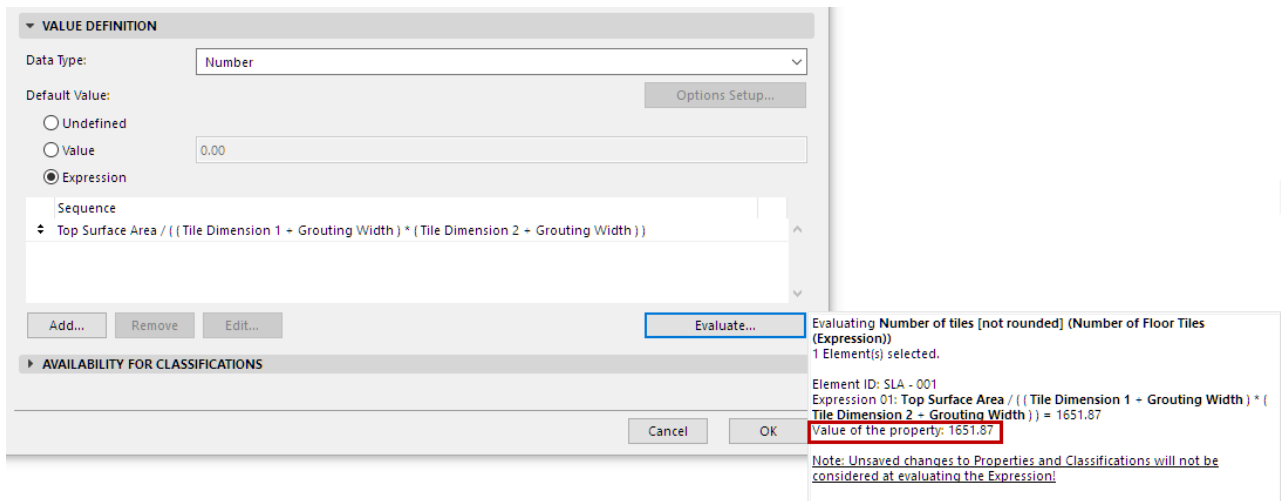 VALUE DEFINITION
Data Type:
Number
Default Value:
Options Setup...
Undefined
Value
0.00
Expression
Sequence
Top Surface Area / ( ( Tile Dimension 1 + Grouting Width ) * ( Tile Dimension 2 + Grouting Width ) )
Add...
Remove
Edit...
Evaluate...
AVAILABILITY FOR CLASSIFICATIONS
Cancel
OK
Evaluating Number of tiles [not rounded] (Number of Floor Tiles
(Expression))
1 Element(s) selected.
Element ID: SLA - 001
Expression 01: Top Surface Area / ( ( Tile Dimension 1 + Grouting Width ) * (
Tile Dimension 2 + Grouting Width ) ) = 1651.87
Value of the property: 1651.87
Note: Unsaved changes to Properties and Classifications will not be
considered at evaluating the Expression!